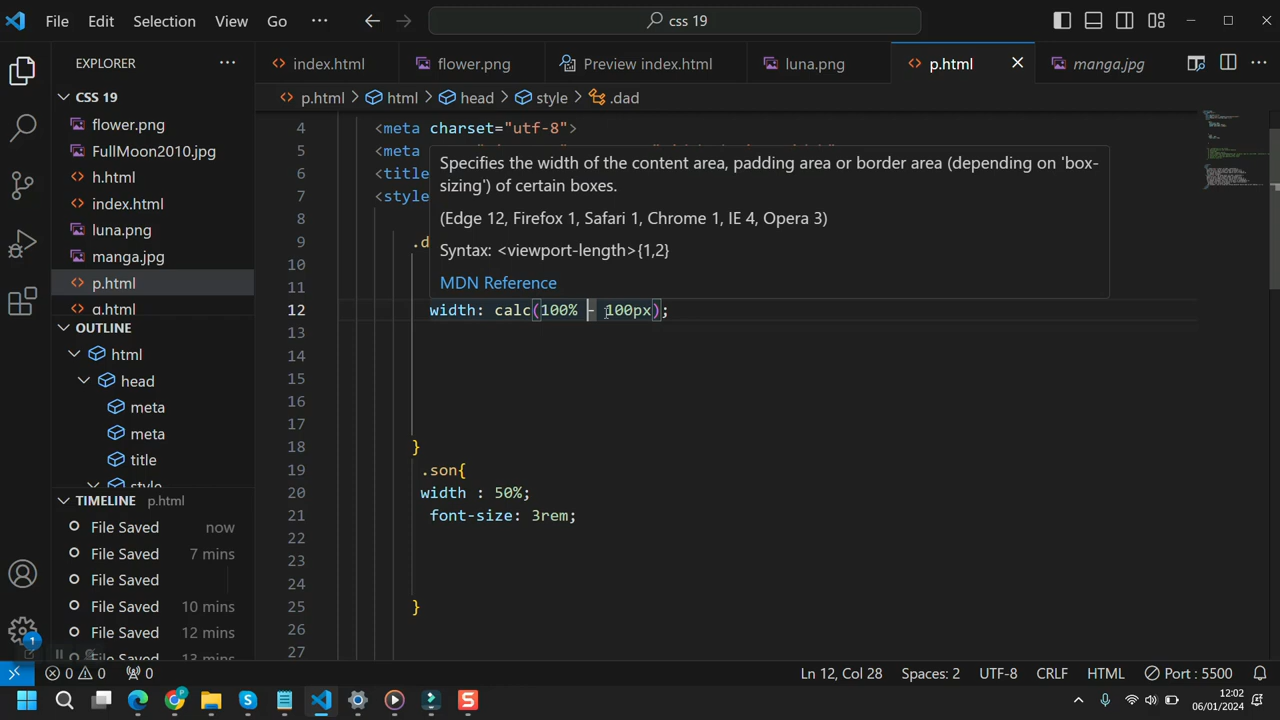 File Edit Selection View Go ··· css 19
EXPLORER ···
index.html flower.png Preview index.html luna.png p.html manga.jpg ···
CSS 19
flower.png
FullMoon2010.jpg
h.html
index.html
luna.png
manga.jpg
p.html
OUTLINE
html
head
meta
meta
title
TIMELINE p.html
File Saved now
File Saved 7 mins
File Saved
File Saved 10 mins
File Saved 12 mins
p.html > html > head > style > .dad
4 <meta charset="utf-8">
5 <meta
6 <title
7 <style
8
9 .d
10
11
12 width: calc(100% - 100px);
13
14
15
16
17
18 }
19 .son{
20 width : 50%;
21 font-size: 3rem;
22
23
24
25 }
26
27
Specifies the width of the content area, padding area or border area (depending on 'box-
sizing') of certain boxes.
(Edge 12, Firefox 1, Safari 1, Chrome 1, IE 4, Opera 3)
Syntax: <viewport-length>{1,2}
MDN Reference
1
0 0 0 Ln 12, Col 28 Spaces: 2 UTF-8 CRLF HTML Port : 5500
12:02
06/01/2024